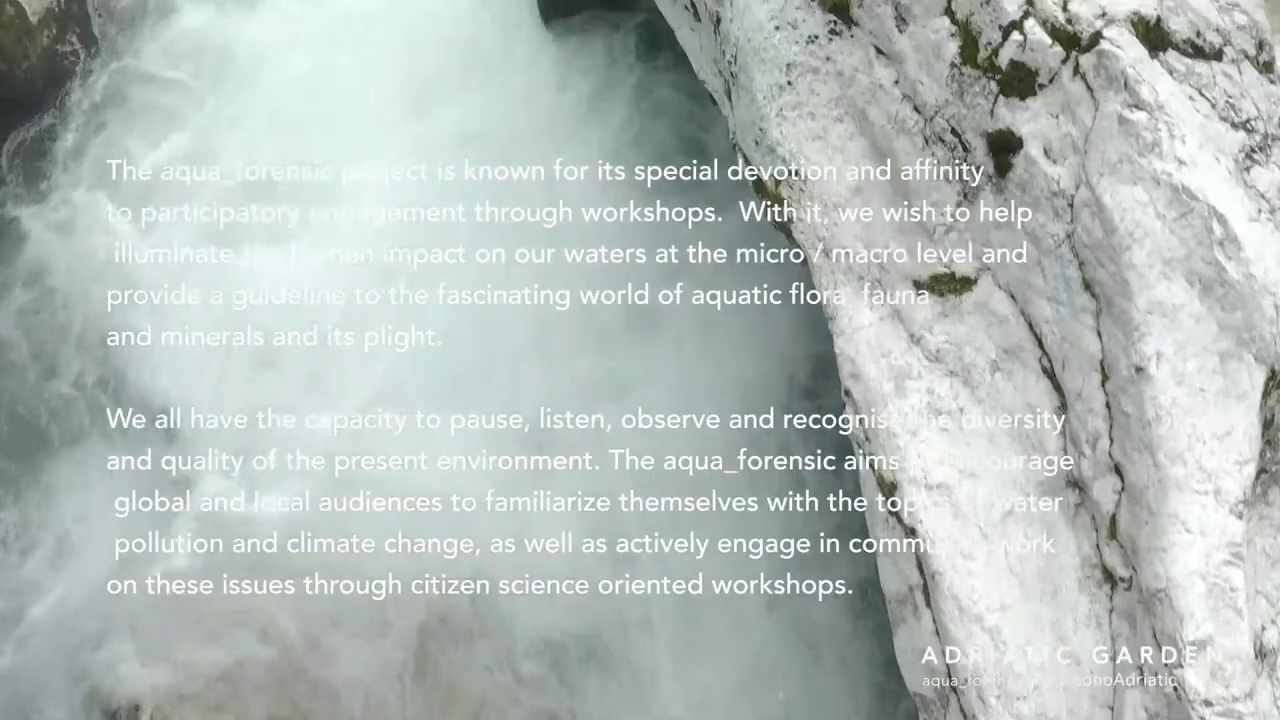 The aqua_forensic project is known for its special devotion and affinity
to participatory engagement through workshops.  With it, we wish to help
illuminate the human impact on our waters at the micro / macro level and
provide a guideline to the fascinating world of aquatic flora, fauna
and minerals and its plight.
We all have the capacity to pause, listen, observe and recognise the diversity
and quality of the present environment. The aqua_forensic aims to encourage
global and local audiences to familiarize themselves with the topics of water
pollution and climate change, as well as actively engage in community work
on these issues through citizen science oriented workshops.
ADRIATIC GARDEN
sonoAdriatic